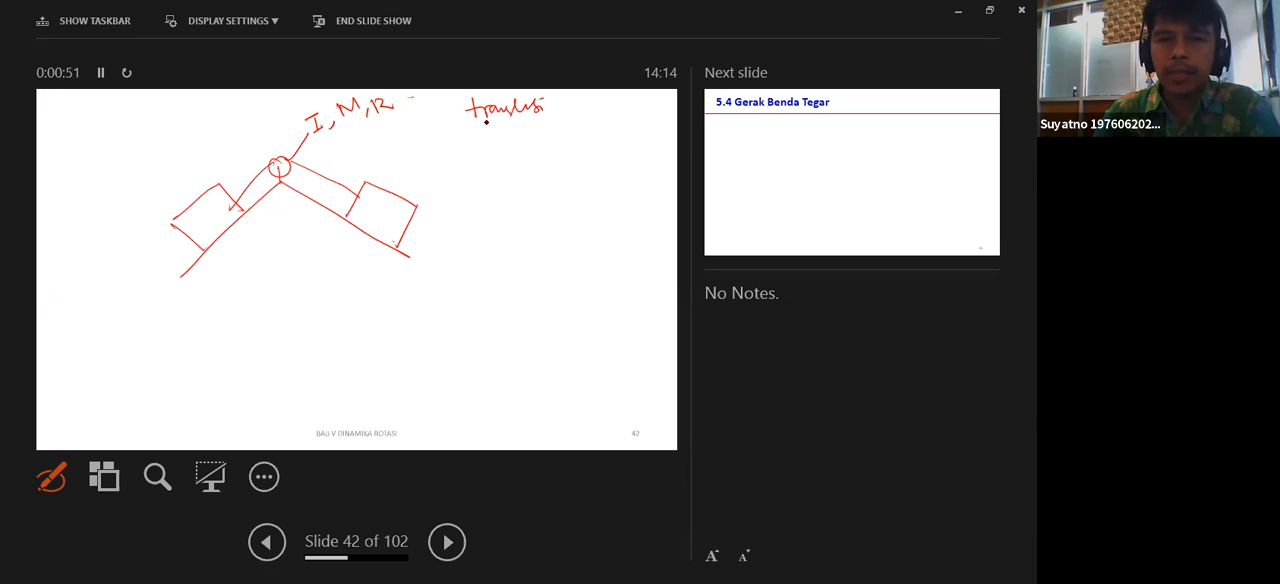 SHOW TASKBAR DISPLAY SETTINGS ▼ END SLIDE SHOW
0:00:51 14:14 Next slide
I, M, R
translasi
5.4 Gerak Benda Tegar
Suyatno 197606202...
No Notes.
BAB V DINAMIKA ROTASI 42
Slide 42 of 102
A A